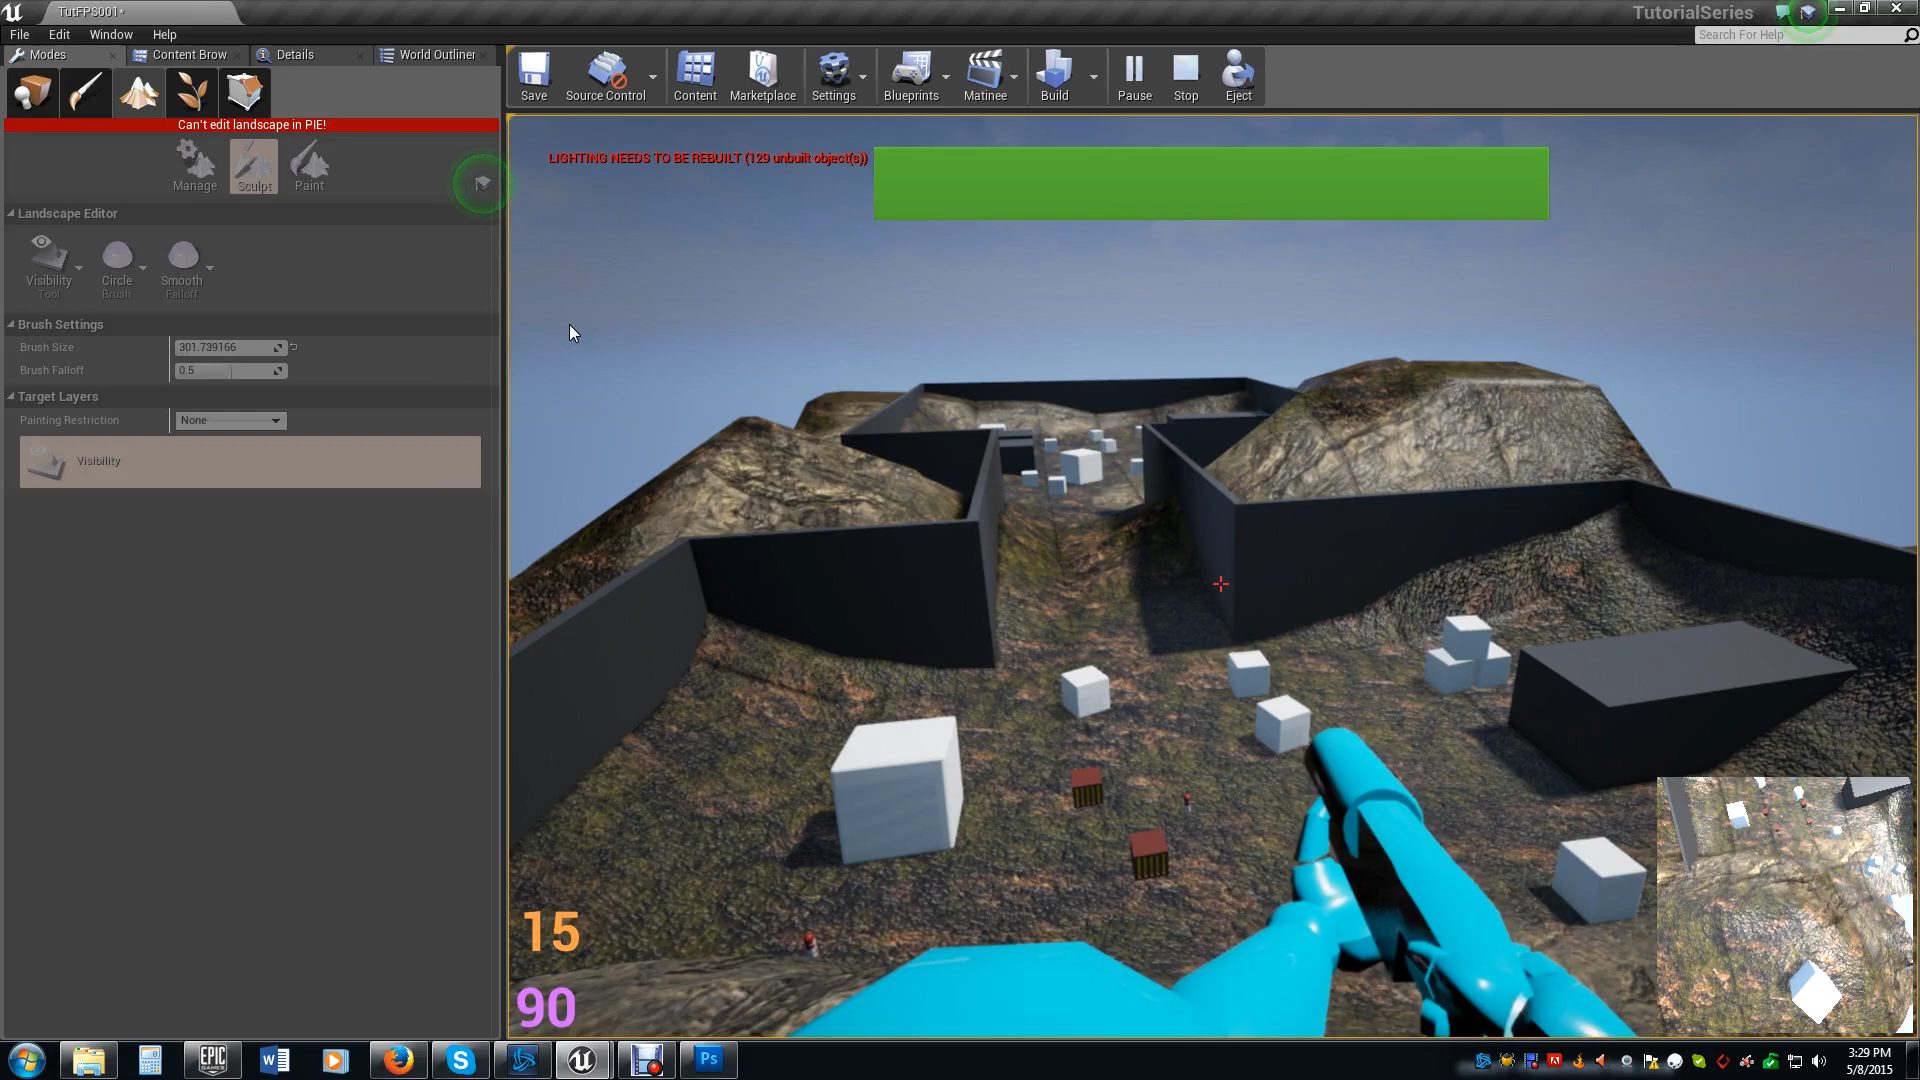 TutFPS001*
TutorialSeries
File Edit Window Help
Search For Help
Modes Content Brow Details World Outliner
Save Source Control Content Marketplace Settings Blueprints Matinee Build Pause Stop Eject
Can't edit landscape in PIE!
LIGHTING NEEDS TO BE REBUILT (129 unbuilt object(s))
Manage Sculpt Paint
Landscape Editor
Visibility Circle Smooth
Tool Brush Falloff
Brush Settings
Brush Size 301.739166
Brush Falloff 0.5
Target Layers
Painting Restriction None
Visibility
15
90
EPIC GAMES
W
S
Ps
3:29 PM
5/8/2015